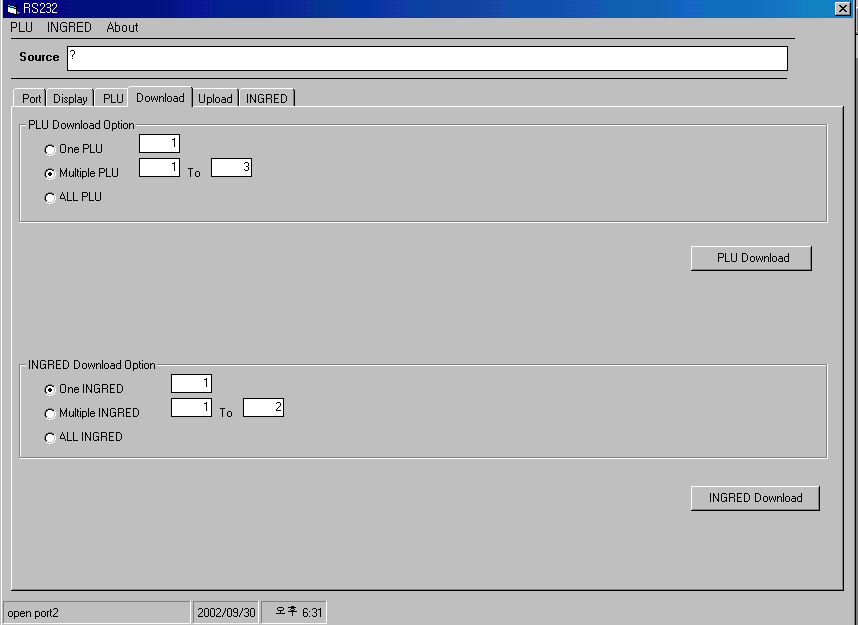 RS232
PLU INGRED About
Source ?
Port Display PLU Download Upload INGRED
PLU Download Option
One PLU 1
Multiple PLU 1 To 3
ALL PLU
PLU Download
INGRED Download Option
One INGRED 1
Multiple INGRED 1 To 2
ALL INGRED
INGRED Download
open port2 2002/09/30 오후 6:31